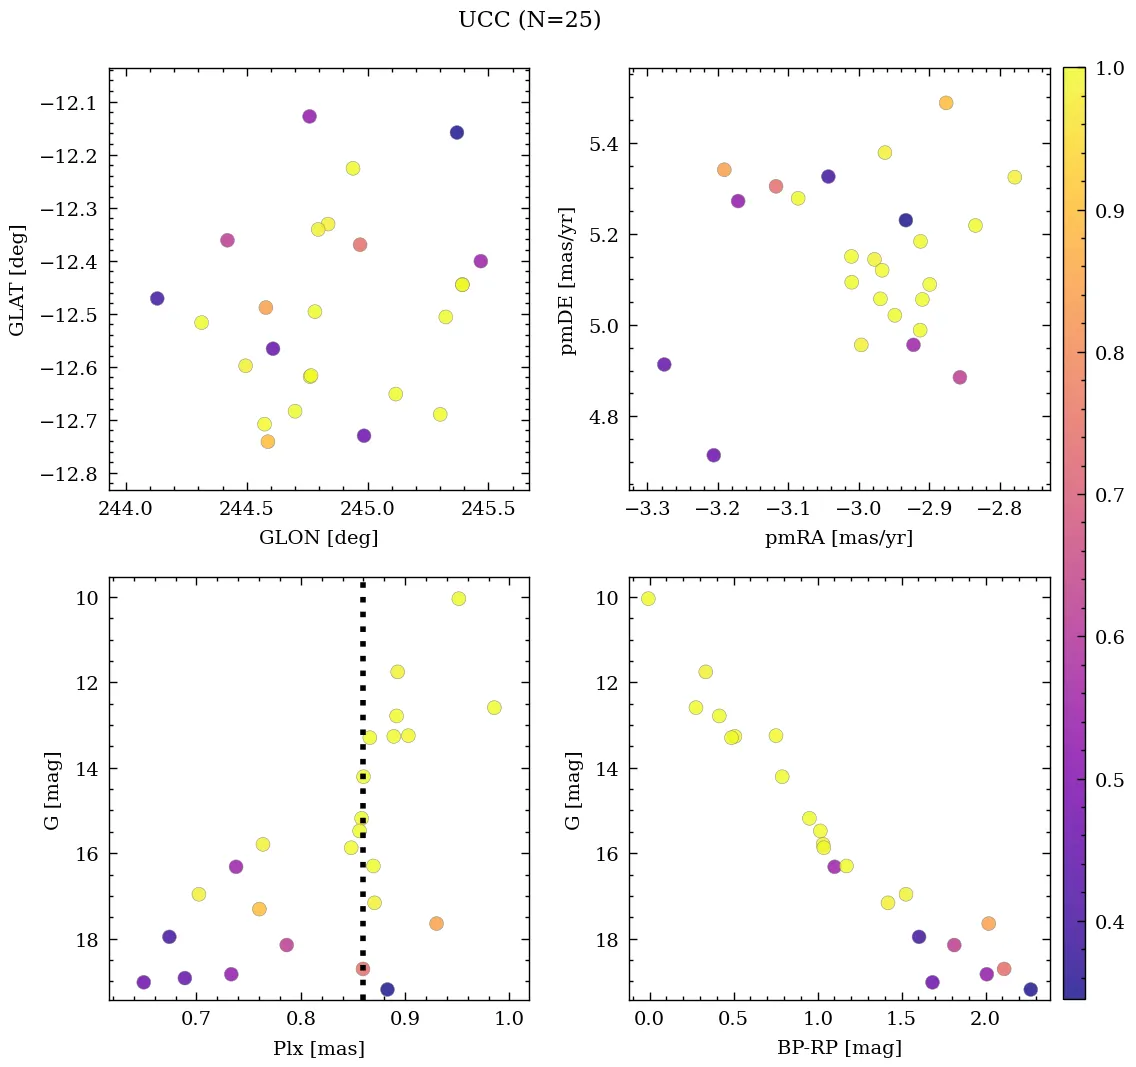 UCC (N=25)
−12.1
−12.2
−12.3
−12.4
−12.5
−12.6
−12.7
−12.8
GLAT [deg]
244.0 244.5 245.0 245.5
GLON [deg]
5.4
5.2
5.0
4.8
pmDE [mas/yr]
−3.3 −3.2 −3.1 −3.0 −2.9 −2.8
pmRA [mas/yr]
10
12
14
16
18
G [mag]
0.7 0.8 0.9 1.0
Plx [mas]
10
12
14
16
18
G [mag]
0.0 0.5 1.0 1.5 2.0
BP-RP [mag]
1.0
0.9
0.8
0.7
0.6
0.5
0.4